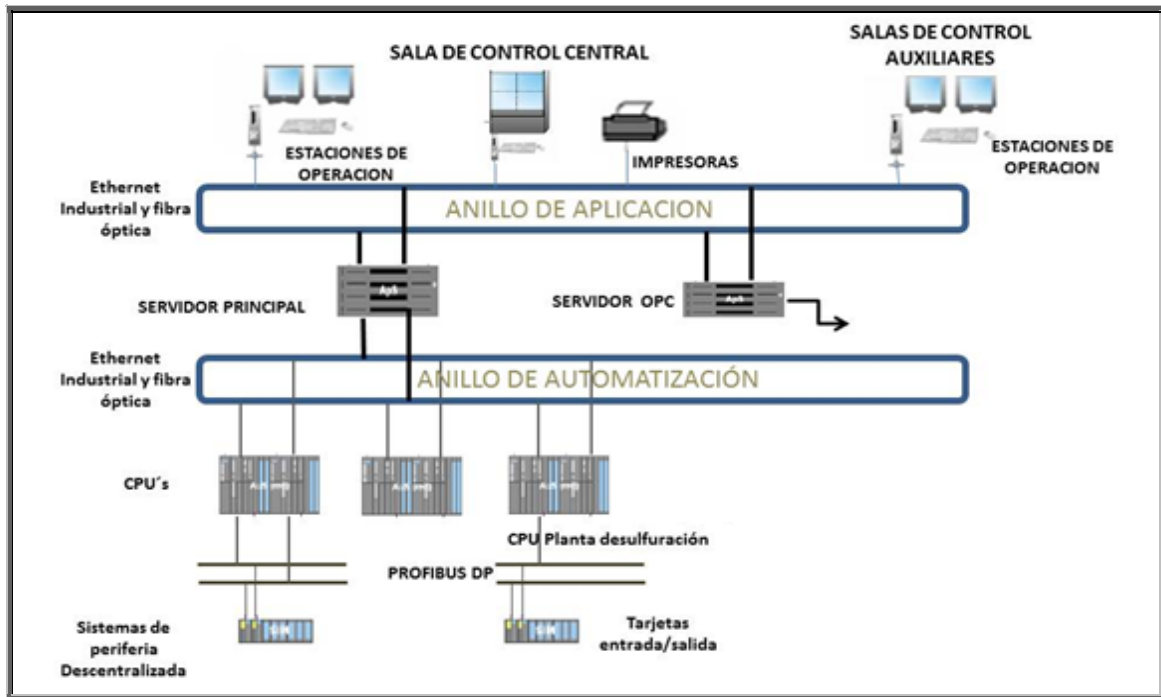 SALA DE CONTROL CENTRAL
SALAS DE CONTROL
AUXILIARES
ESTACIONES DE
OPERACION
IMPRESORAS
ESTACIONES DE
OPERACION
Ethernet
Industrial y fibra
óptica
ANILLO DE APLICACION
ApS
SERVIDOR PRINCIPAL
SERVIDOR OPC
ApS
Ethernet
Industrial y fibra
óptica
ANILLO DE AUTOMATIZACIÓN
CPU´s
CPU Planta desulfuración
PROFIBUS DP
Sistemas de
periferia
Descentralizada
Tarjetas
entrada/salida